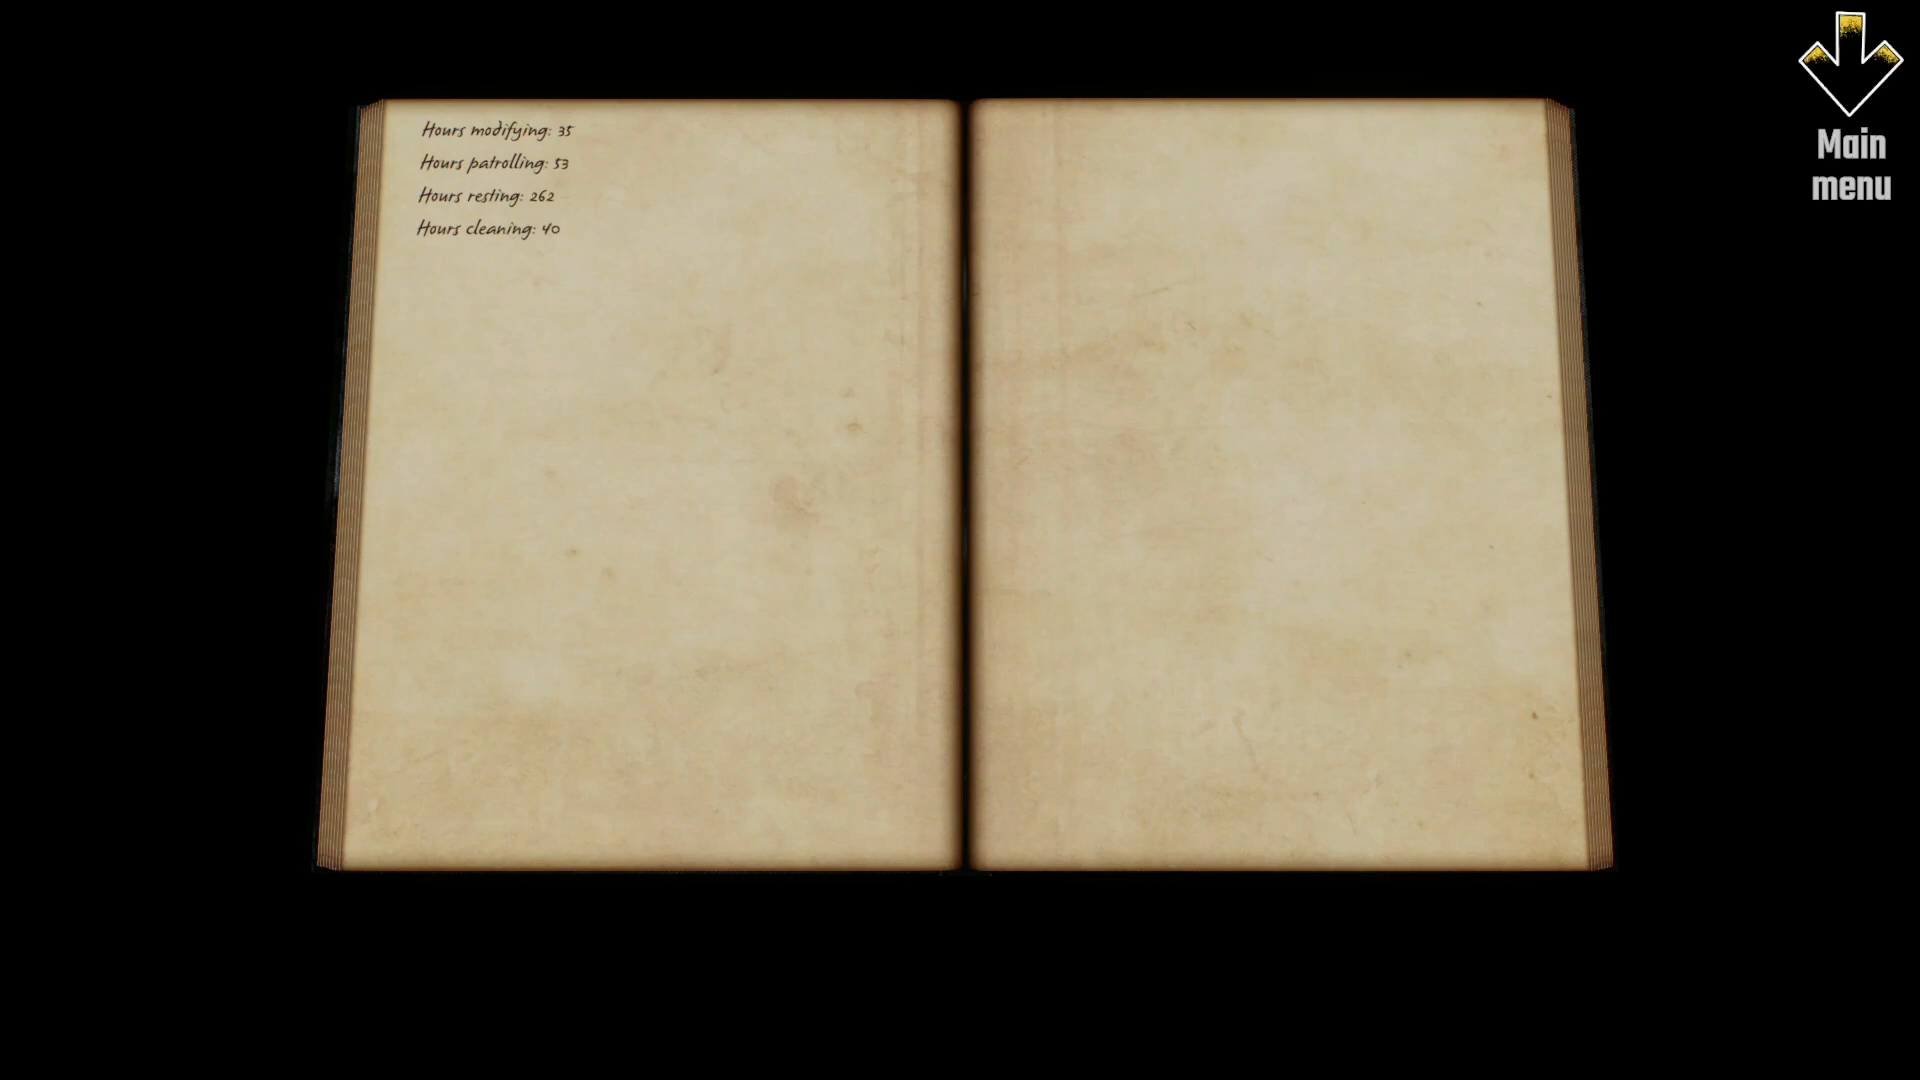 Hours modifying: 35
Hours patrolling: 53
Hours resting: 262
Hours cleaning: 40
Main
menu